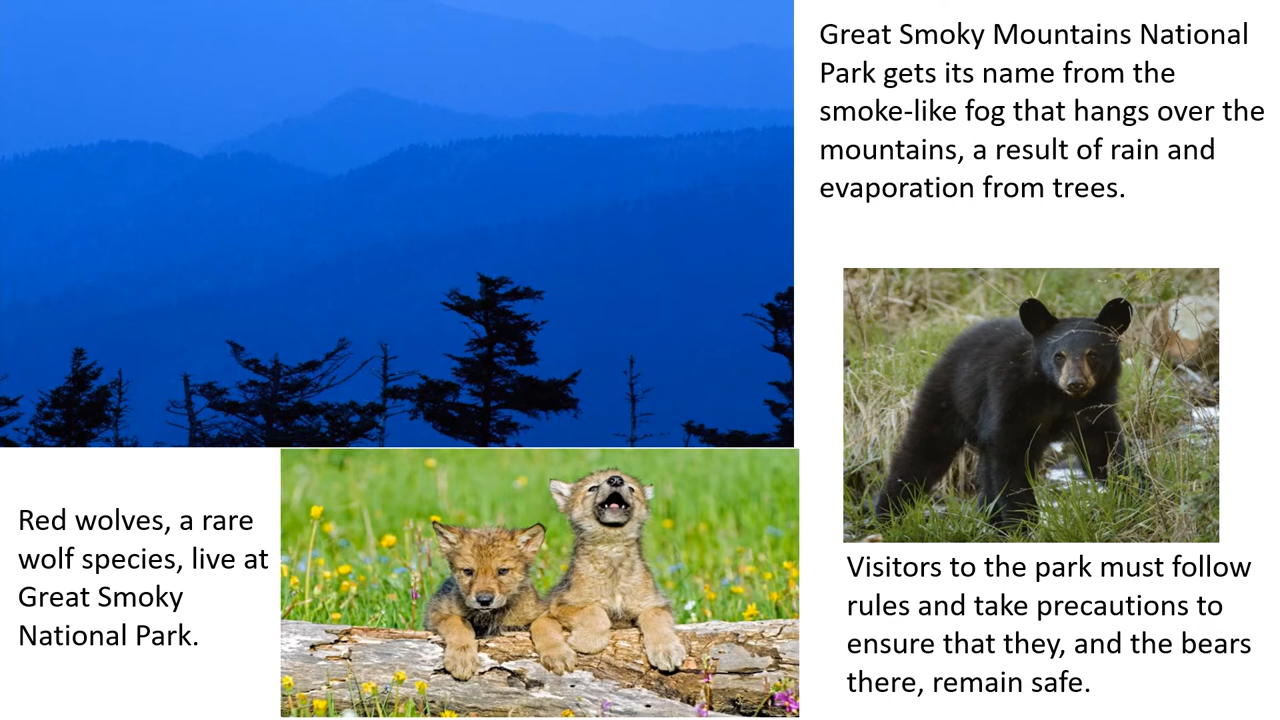 Great Smoky Mountains National
Park gets its name from the
smoke-like fog that hangs over the
mountains, a result of rain and
evaporation from trees.
Red wolves, a rare
wolf species, live at
Great Smoky
National Park.
Visitors to the park must follow
rules and take precautions to
ensure that they, and the bears
there, remain safe.